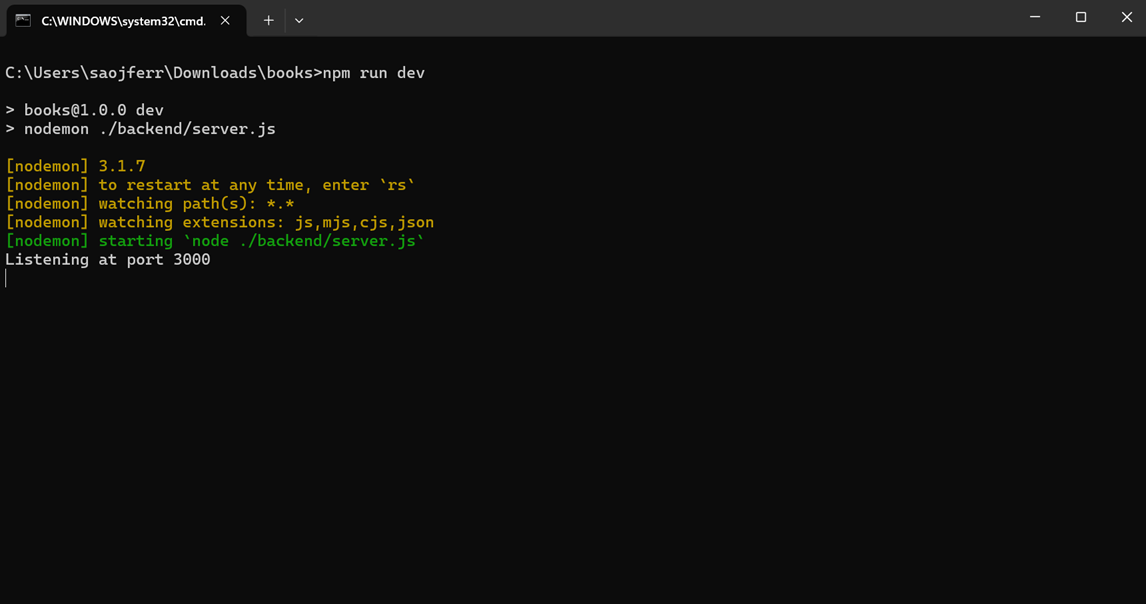 C:\WINDOWS\system32\cmd.
C:\Users\saojferr\Downloads\books>npm run dev
> books@1.0.0 dev
> nodemon ./backend/server.js
[nodemon] 3.1.7
[nodemon] to restart at any time, enter `rs`
[nodemon] watching path(s): *.*
[nodemon] watching extensions: js,mjs,cjs,json
[nodemon] starting `node ./backend/server.js`
Listening at port 3000